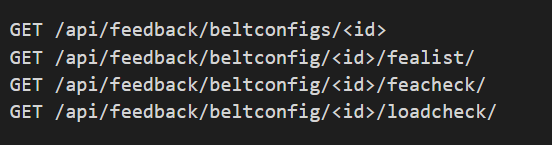 GET /api/feedback/beltconfigs/<id>
GET /api/feedback/beltconfig/<id>/fealist/
GET /api/feedback/beltconfig/<id>/feacheck/
GET /api/feedback/beltconfig/<id>/loadcheck/